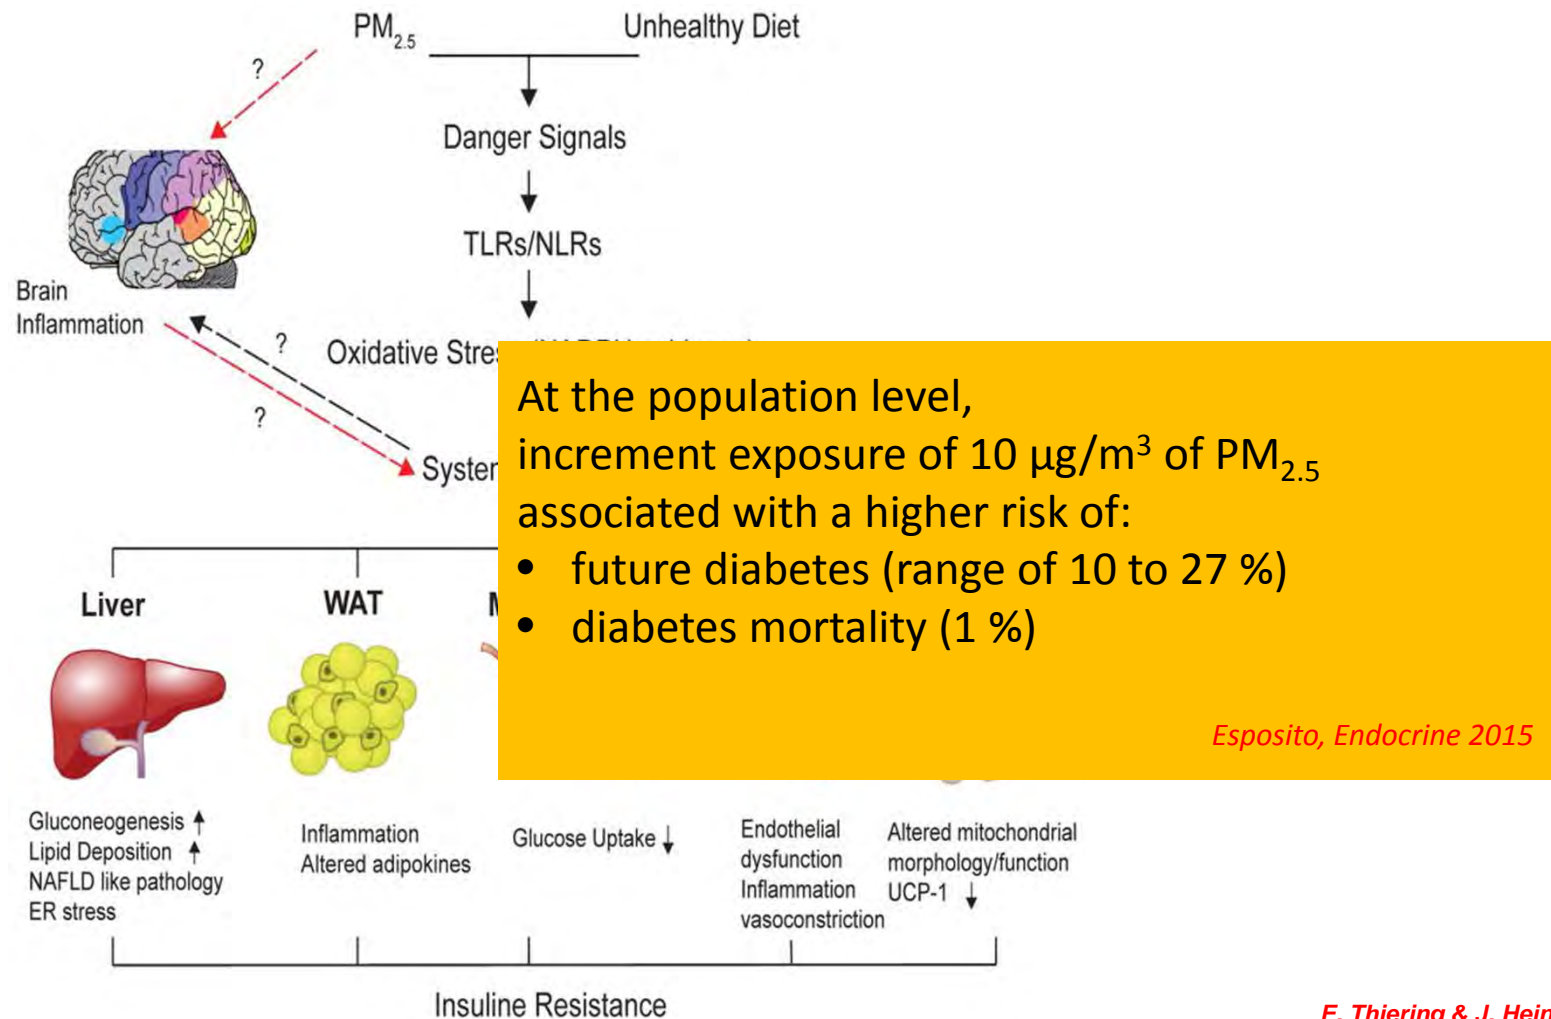 PM2.5
Unhealthy Diet
?
Danger Signals
TLRs/NLRs
Brain
Inflammation
?
?
Oxidative
At the population level,
increment exposure of 10 µg/m³ of PM2.5
associated with a higher risk of:
• future diabetes (range of 10 to 27 %)
• diabetes mortality (1 %)
Esposito, Endocrine 2015
Liver
WAT
Gluconeogenesis ↑
Lipid Deposition ↑
NAFLD like pathology
ER stress
Inflammation
Altered adipokines
Glucose Uptake ↓
Endothelial
dysfunction
Inflammation
vasoconstriction
Altered mitochondrial
morphology/function
UCP-1 ↓
Insuline Resistance
E. Thiering & J. Hein